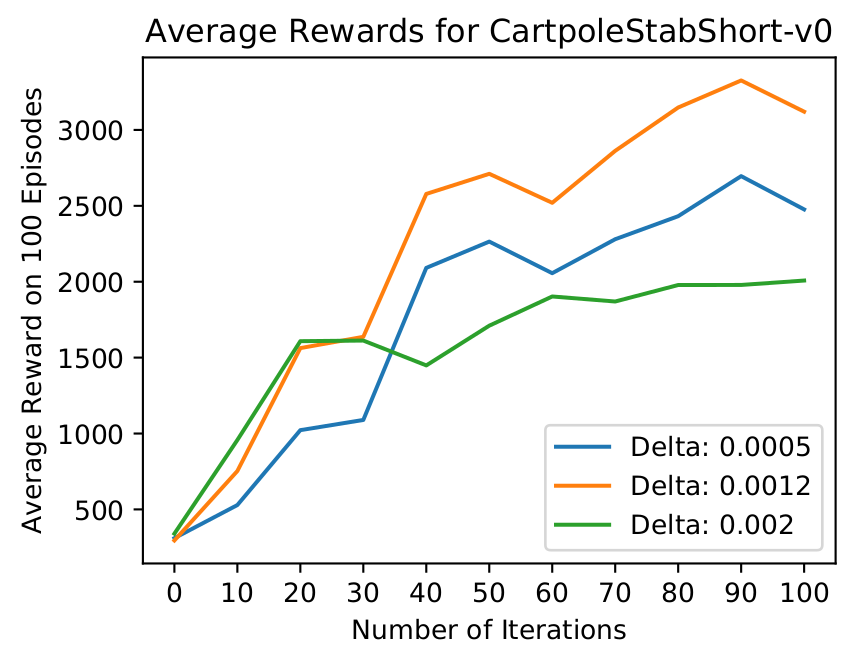 Average Rewards for CartpoleStabShort-v0
Average Reward on 100 Episodes
3000
2500
2000
1500
1000
500
Delta: 0.0005
Delta: 0.0012
Delta: 0.002
0 10 20 30 40 50 60 70 80 90 100
Number of Iterations